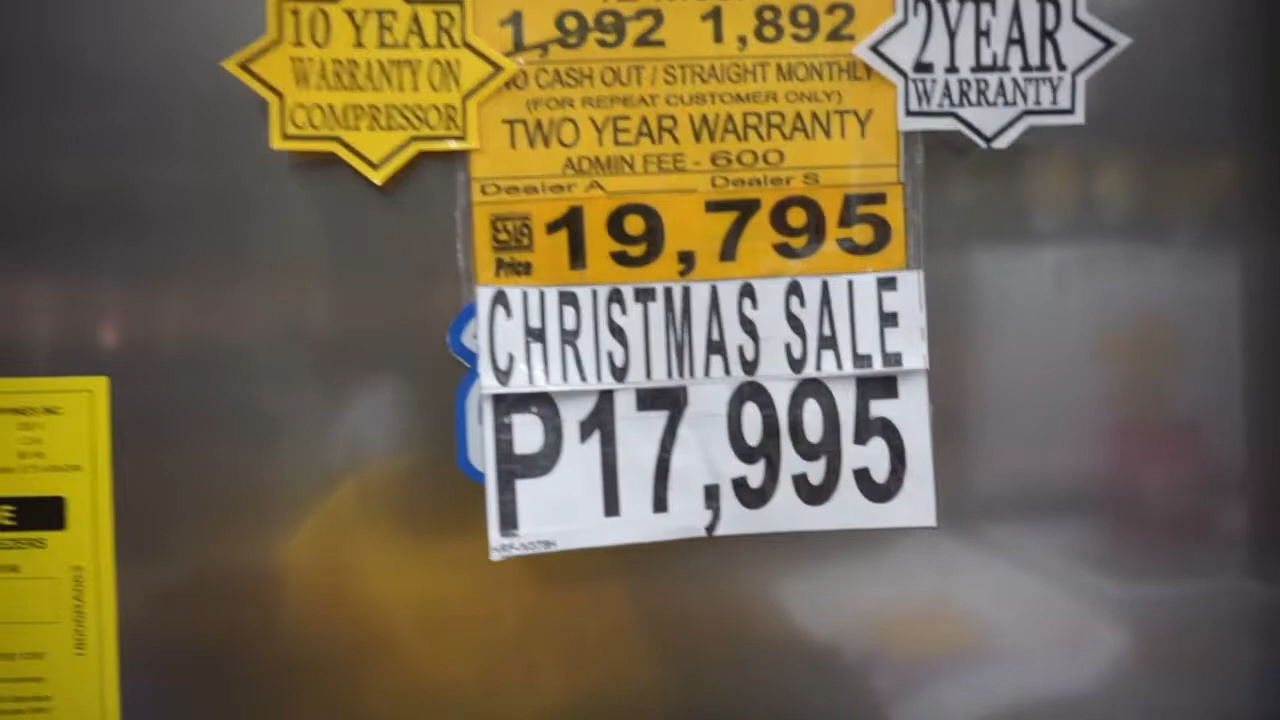 10 YEAR
WARRANTY ON
COMPRESSOR
1,992 1,892
NO CASH OUT / STRAIGHT MONTHLY
(FOR REPEAT CUSTOMER ONLY)
TWO YEAR WARRANTY
ADMIN FEE - 600
Dealer A Dealer S
2YEAR
WARRANTY
Price 19,795
CHRISTMAS SALE
P17,995